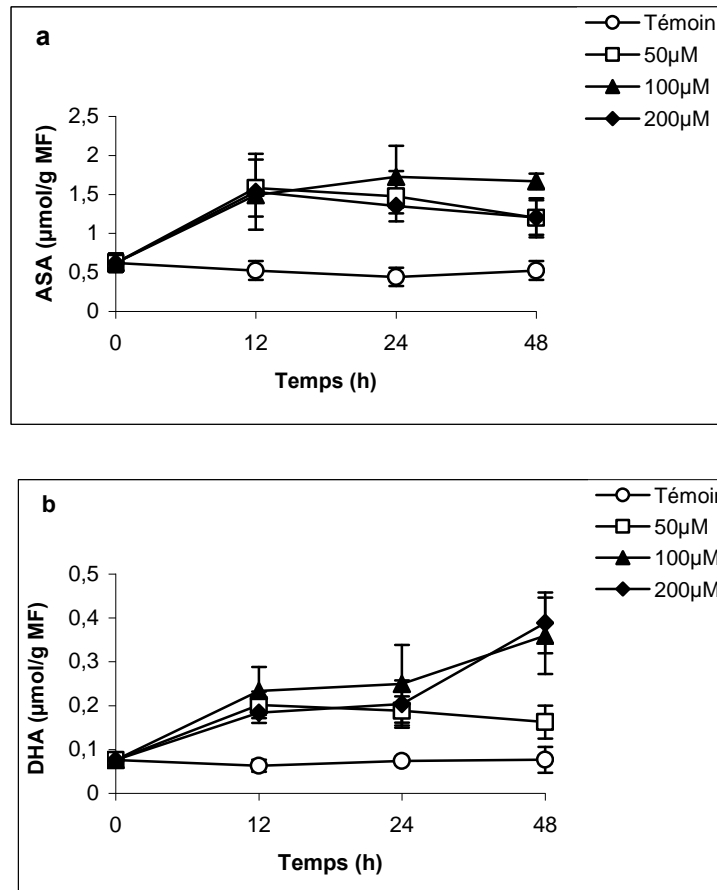 a
Témoin
50µM
100µM
200µM
2,5
2
1,5
1
0,5
0
ASA (µmol/g MF)
0 12 24 48
Temps (h)
b
Témoir
50µM
100µM
200µM
0,5
0,4
0,3
0,2
0,1
0
DHA (µmol/g MF)
0 12 24 48
Temps (h)